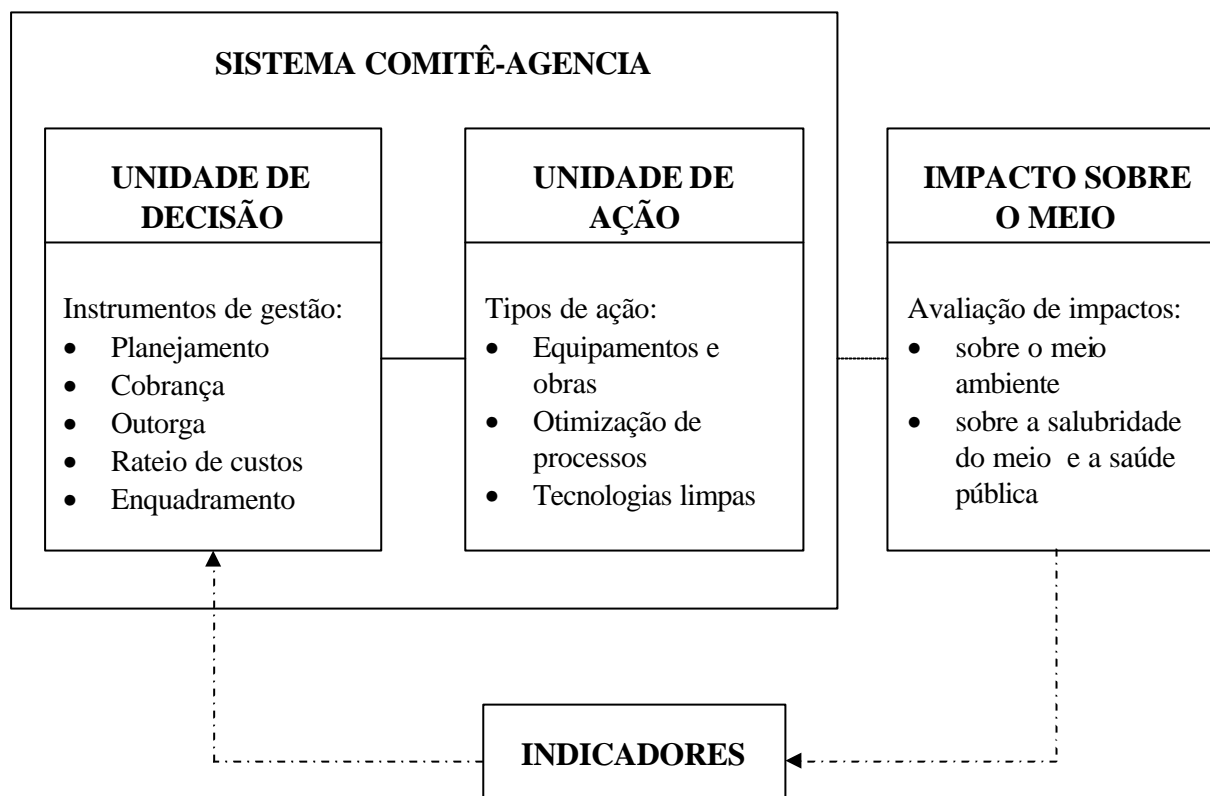 SISTEMA COMITÊ-AGENCIA
UNIDADE DE
DECISÃO
Instrumentos de gestão:
• Planejamento
• Cobrança
• Outorga
• Rateio de custos
• Enquadramento
UNIDADE DE
AÇÃO
Tipos de ação:
• Equipamentos e
obras
• Otimização de
processos
• Tecnologias limpas
IMPACTO SOBRE
O MEIO
Avaliação de impactos:
• sobre o meio
ambiente
• sobre a salubridade
do meio e a saúde
pública
INDICADORES